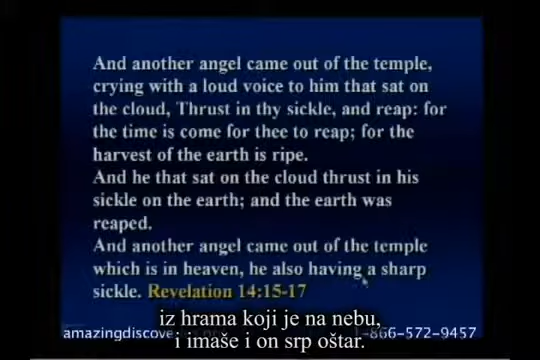 And another angel came out of the temple,
crying with a loud voice to him that sat on
the cloud, Thrust in thy sickle, and reap: for
the time is come for thee to reap; for the
harvest of the earth is ripe.
And he that sat on the cloud thrust in his
sickle on the earth; and the earth was
reaped.
And another angel came out of the temple
which is in heaven, he also having a sharp
sickle. Revelation 14:15-17
iz hrama koji je na nebu,
i imaše i on srp oštar.
1-866-572-9457